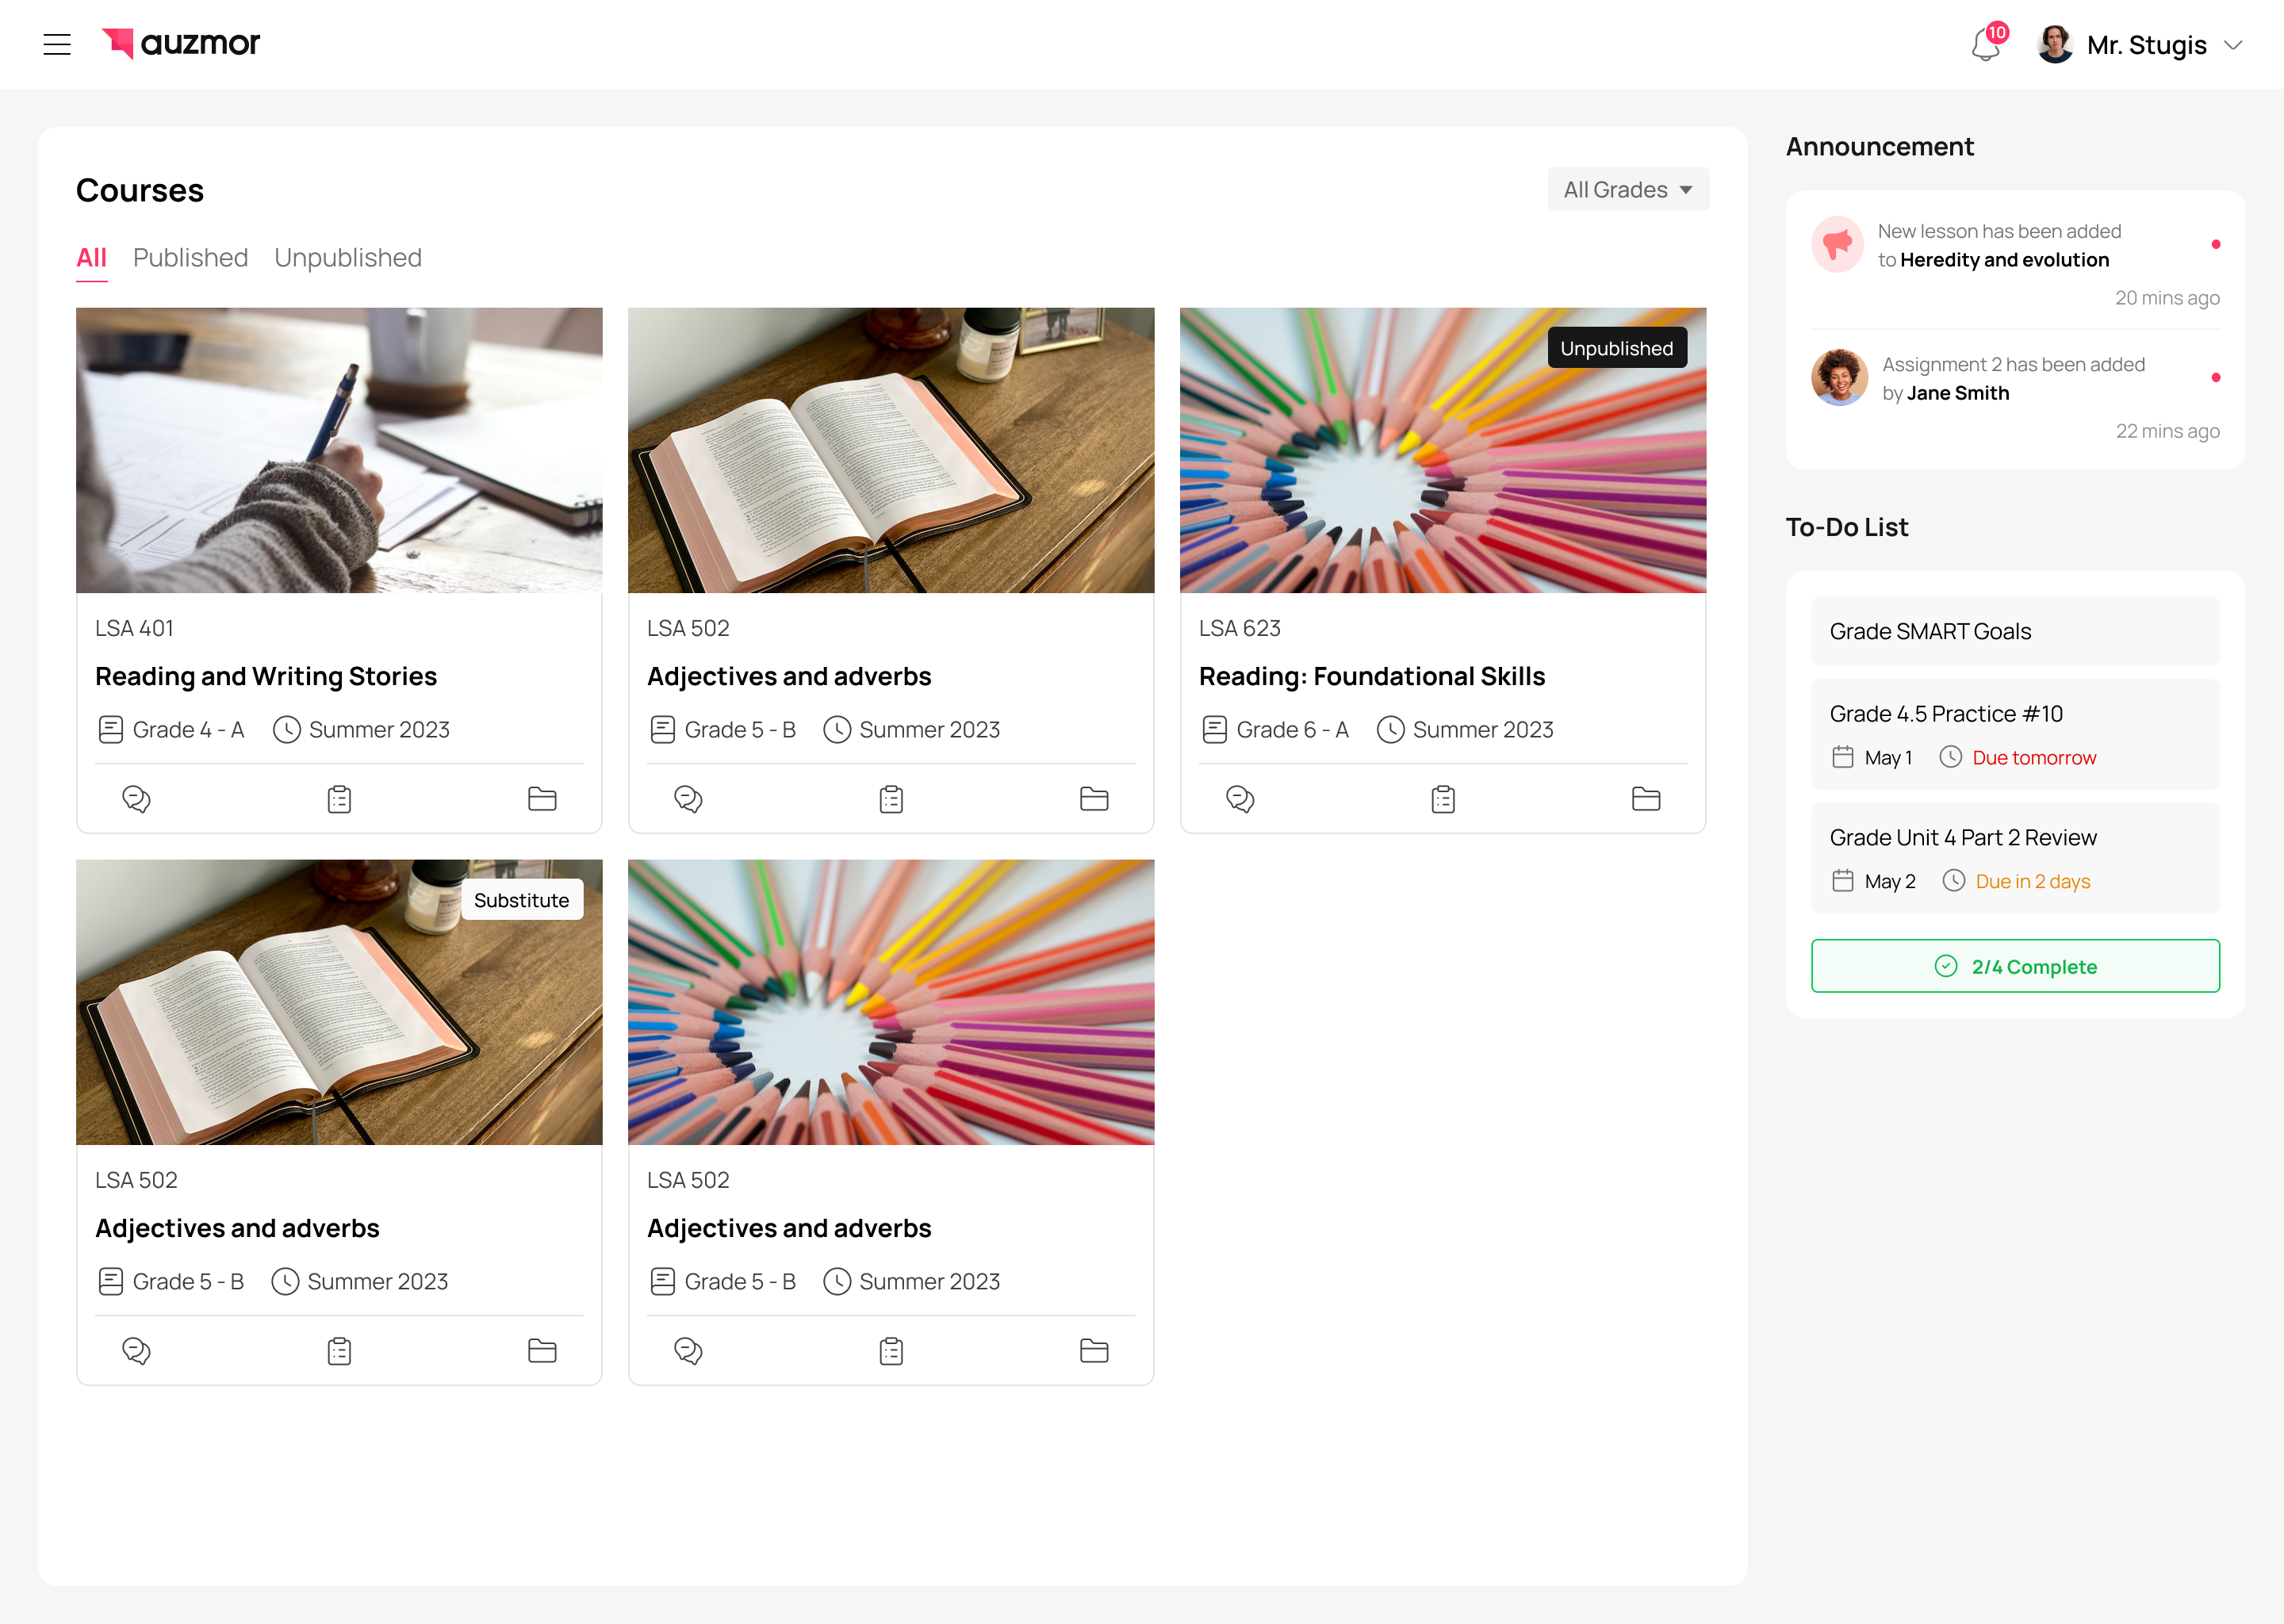 auzmor
10
Mr. Stugis
Courses
All Grades
All
Published
Unpublished
Unpublished
LSA 401
Reading and Writing Stories
Grade 4 - A
Summer 2023
LSA 502
Adjectives and adverbs
Grade 5 - B
Summer 2023
LSA 623
Reading: Foundational Skills
Grade 6 - A
Summer 2023
Substitute
LSA 502
Adjectives and adverbs
Grade 5 - B
Summer 2023
LSA 502
Adjectives and adverbs
Grade 5 - B
Summer 2023
Announcement
New lesson has been added
to Heredity and evolution
20 mins ago
Assignment 2 has been added
by Jane Smith
22 mins ago
To-Do List
Grade SMART Goals
Grade 4.5 Practice #10
May 1
Due tomorrow
Grade Unit 4 Part 2 Review
May 2
Due in 2 days
2/4 Complete